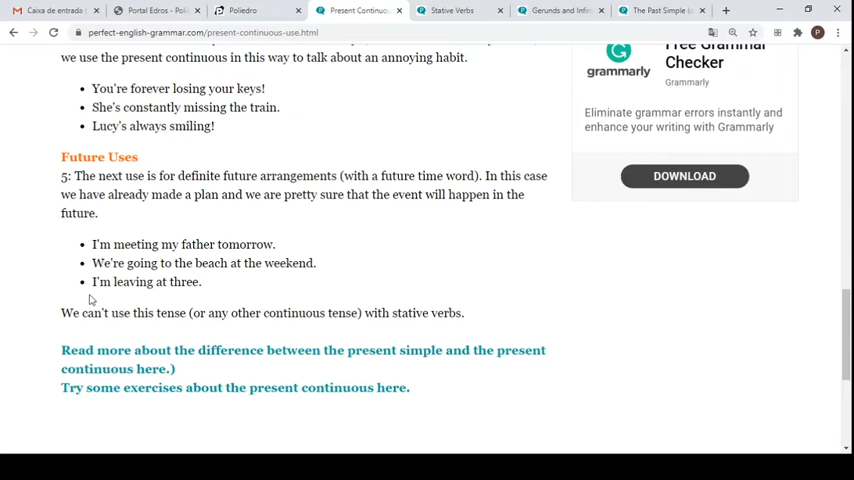 Caixa de entrada
Portal Edros - Poli
Poliedro
Present Continuo
Stative Verbs
Gerunds and Infin
The Past Simple (
perfect-english-grammar.com/present-continuous-use.html
P
we use the present continuous in this way to talk about an annoying habit.
You're forever losing your keys!
She's constantly missing the train.
Lucy's always smiling!
Future Uses
5: The next use is for definite future arrangements (with a future time word). In this case
we have already made a plan and we are pretty sure that the event will happen in the
future.
I'm meeting my father tomorrow.
We're going to the beach at the weekend.
I'm leaving at three.
We can't use this tense (or any other continuous tense) with stative verbs.
Read more about the difference between the present simple and the present
continuous here.)
Try some exercises about the present continuous here.
Free Grammar
Checker
grammarly
Grammarly
Eliminate grammar errors instantly and
enhance your writing with Grammarly
DOWNLOAD